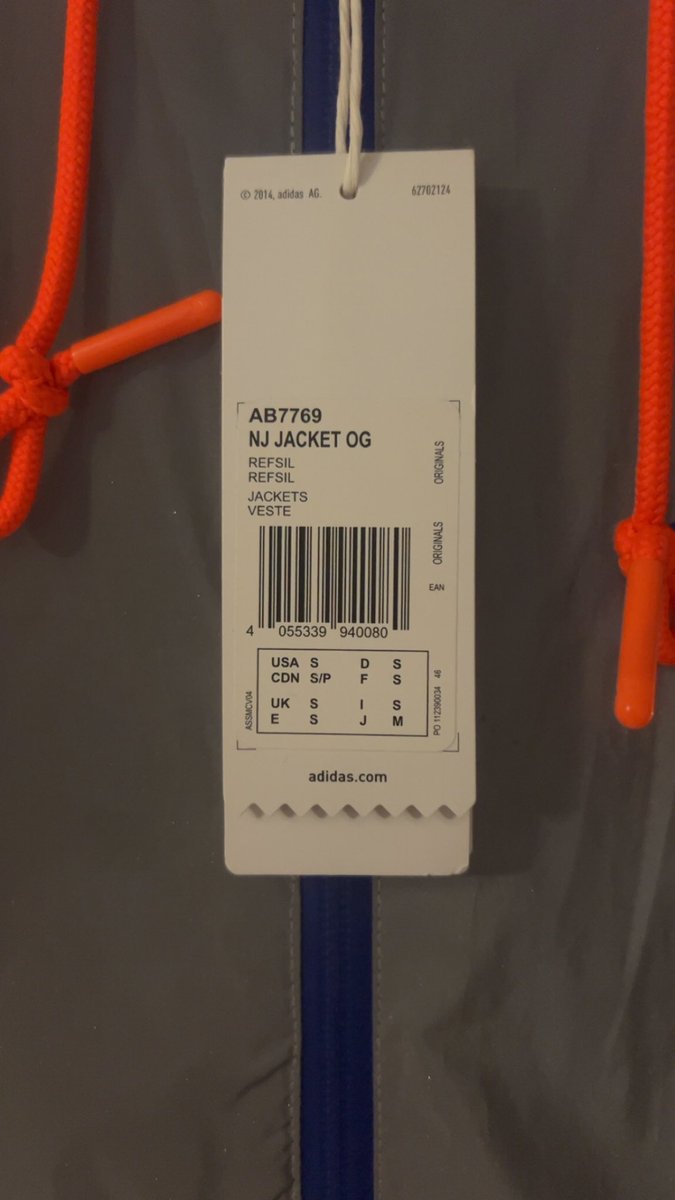 © 2014, adidas AG. 62702124
AB7769
NJ JACKET OG
REFSIL
REFSIL
JACKETS
VESTE
ORIGINALS
ORIGINALS
EAN
4 055339 940080
USA S D S
CDN S/P F S
UK S I S
E S J M
ASSMCV04
PO 112390034 46
adidas.com